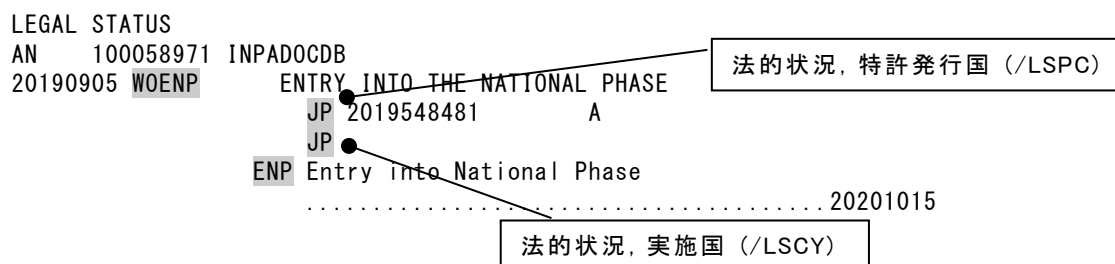 LEGAL STATUS
AN 100058971 INPADOCDB
法的状況, 特許発行国 (/LSPC)
20190905 WOENP ENTRY INTO THE NATIONAL PHASE
JP 2019548481 A
JP
ENP Entry into National Phase
.......................................20201015
法的状況, 実施国 (/LSCY)